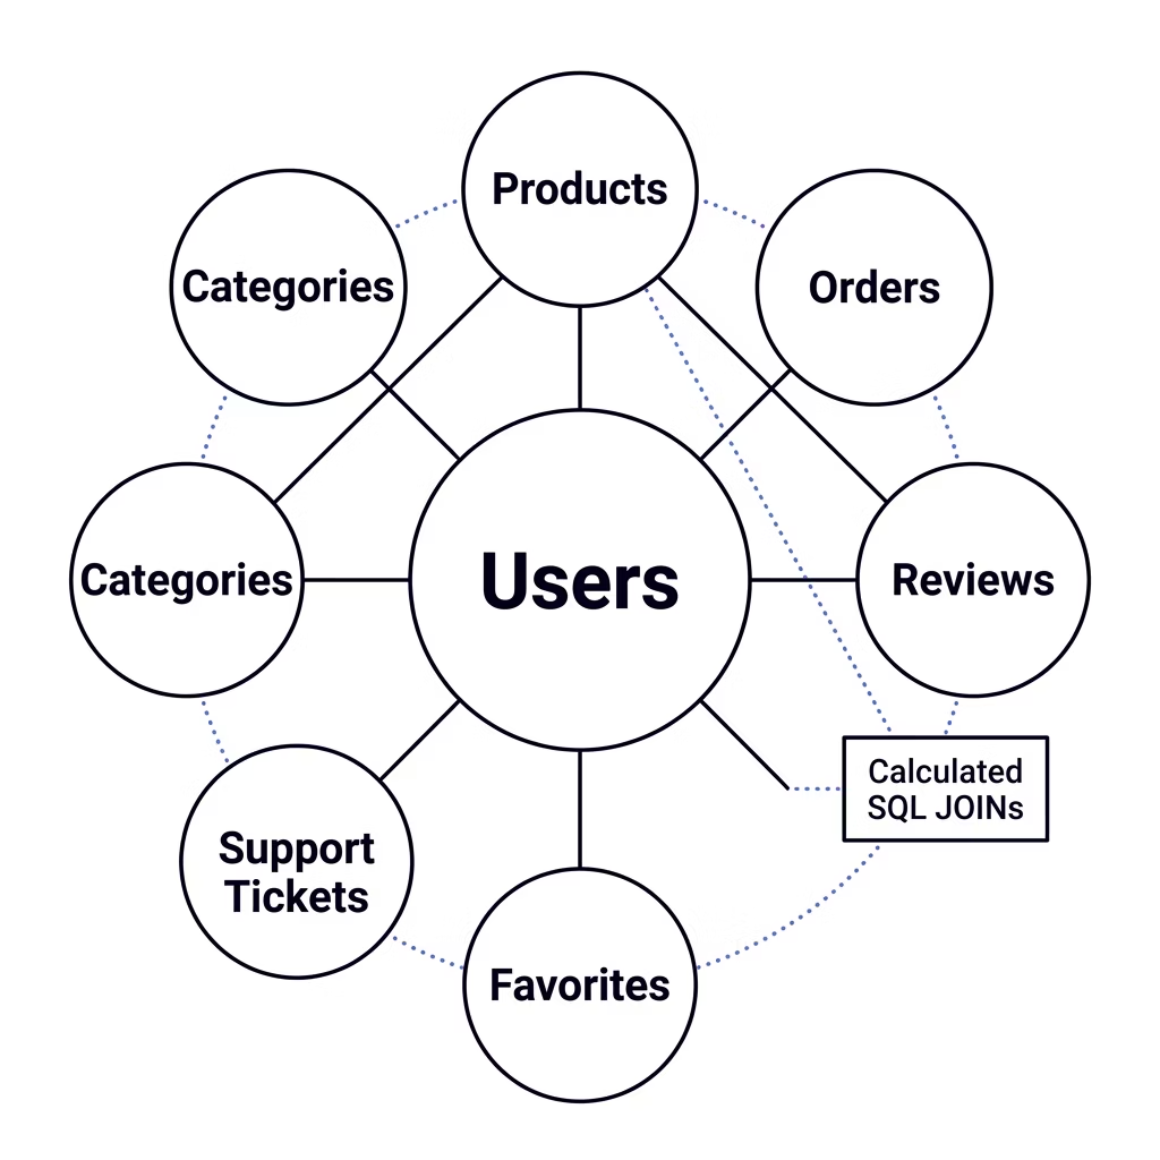 Products
Categories
Orders
Categories
Users
Reviews
Calculated
SQL JOINs
Support
Tickets
Favorites